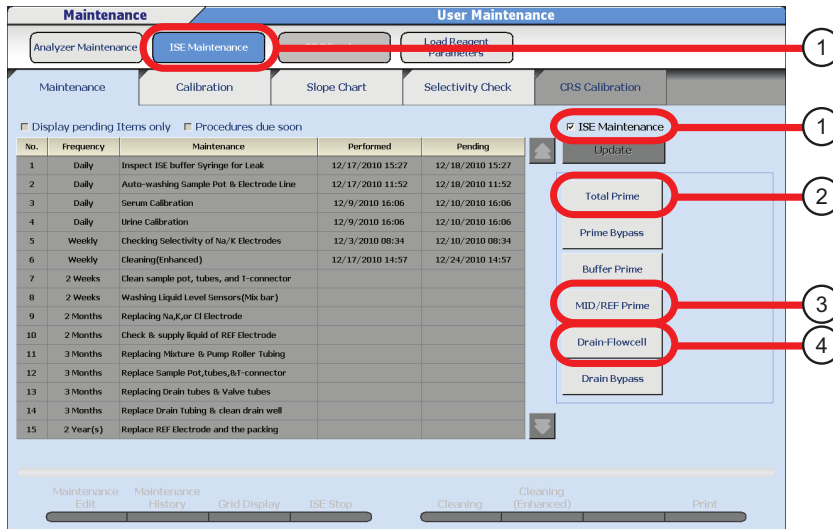 Maintenance
User Maintenance
Analyzer Maintenance
ISE Maintenance
Load Reagent
Parameters
1
Maintenance
Calibration
Slope Chart
Selectivity Check
CRS Calibration
Display pending Items only
Procedures due soon
ISE Maintenance
1
No. Frequency Maintenance Performed Pending
Update
1 Daily Inspect ISE buffer Syringe for Leak 12/17/2010 15:27 12/18/2010 15:27
2 Daily Auto-washing Sample Pot & Electrode Line 12/17/2010 11:52 12/18/2010 11:52
3 Daily Serum Calibration 12/9/2010 16:06 12/10/2010 16:06
4 Daily Urine Calibration 12/9/2010 16:06 12/10/2010 16:06
5 Weekly Checking Selectivity of Na/K Electrodes 12/3/2010 08:34 12/10/2010 08:34
6 Weekly Cleaning(Enhanced) 12/17/2010 14:57 12/24/2010 14:57
7 2 Weeks Clean sample pot, tubes, and T-connector
8 2 Weeks Washing Liquid Level Sensors(Mix bar)
9 2 Months Replacing Na,K,or Cl Electrode
10 2 Months Check & supply liquid of REF Electrode
11 3 Months Replacing Mixture & Pump Roller Tubing
12 3 Months Replace Sample Pot,tubes,&T-connector
13 3 Months Replacing Drain tubes & Valve tubes
14 3 Months Replace Drain Tubing & clean drain well
15 2 Year(s) Replace REF Electrode and the packing
Total Prime
2
Prime Bypass
Buffer Prime
MID/REF Prime
3
Drain-Flowcell
4
Drain Bypass
Maintenance
Edit
Maintenance
History
Grid Display
ISE Stop
Cleaning
Cleaning
(Enhanced)
Print